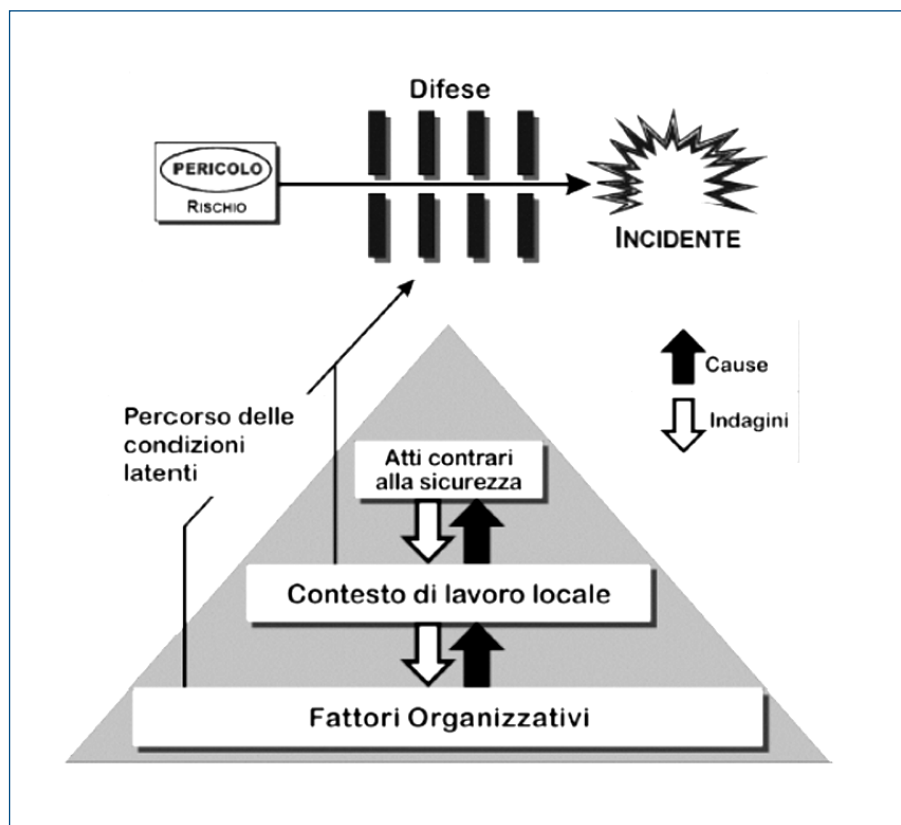 Difese
PERICOLO
RISCHIO
INCIDENTE
Cause
Indagini
Percorso delle
condizioni
latenti
Atti contrari
alla sicurezza
Contesto di lavoro locale
Fattori Organizzativi